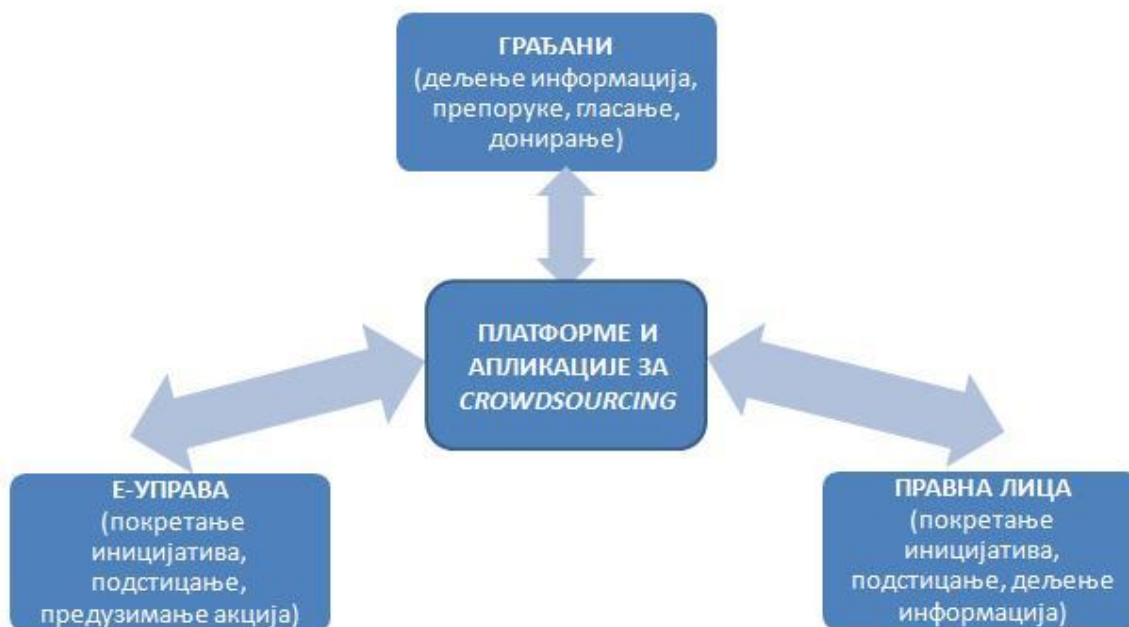 ГРАЂАНИ
(дељење информација,
препоруке, гласање,
донирање)
ПЛАТФОРМЕ И
АПЛИКАЦИЈЕ ЗА
CROWDSOURCING
Е-УПРАВА
(покретање
иницијатива,
подстицање,
предузимање акција)
ПРАВНА ЛИЦА
(покретање
иницијатива,
подстицање, дељење
информација)